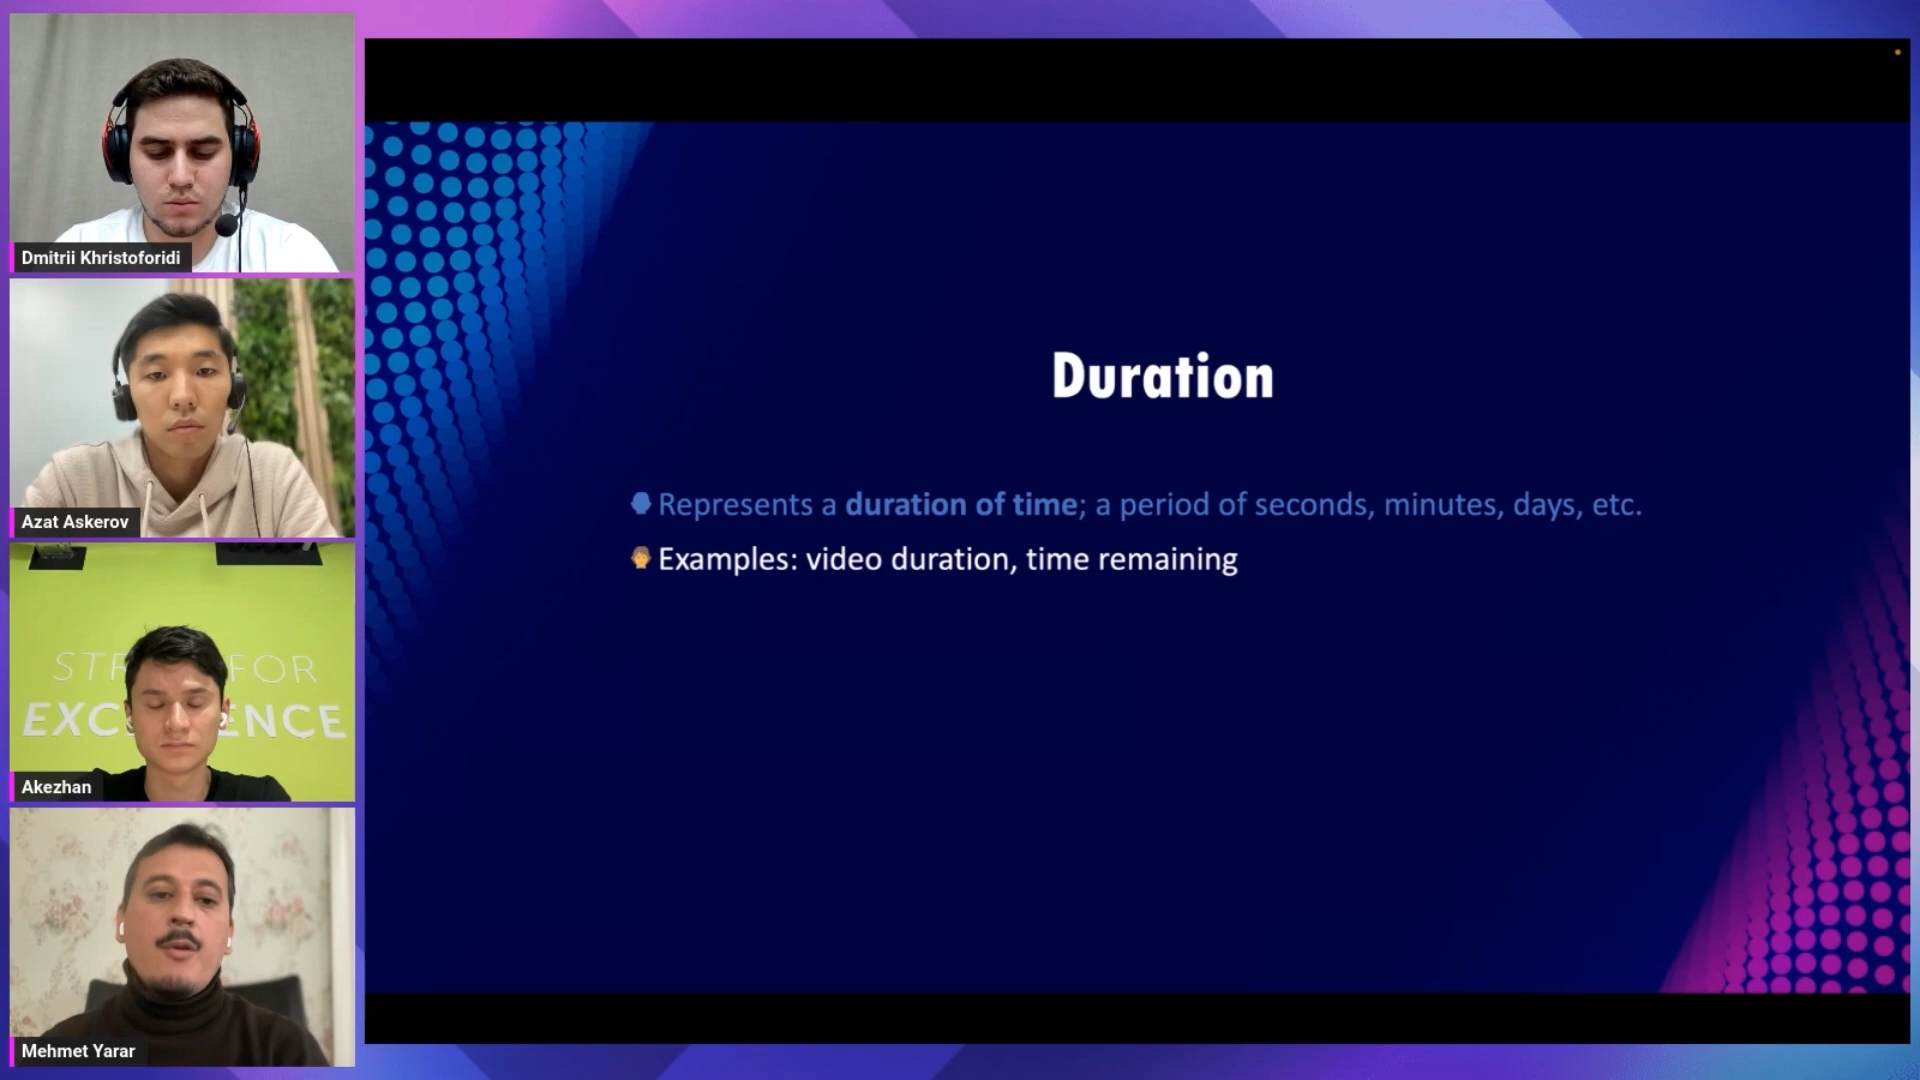 Dmitrii Khristoforidi
Azat Askerov
STR FOR
EXC ENCE
Akezhan
Mehmet Yarar
Duration
Represents a duration of time; a period of seconds, minutes, days, etc.
Examples: video duration, time remaining